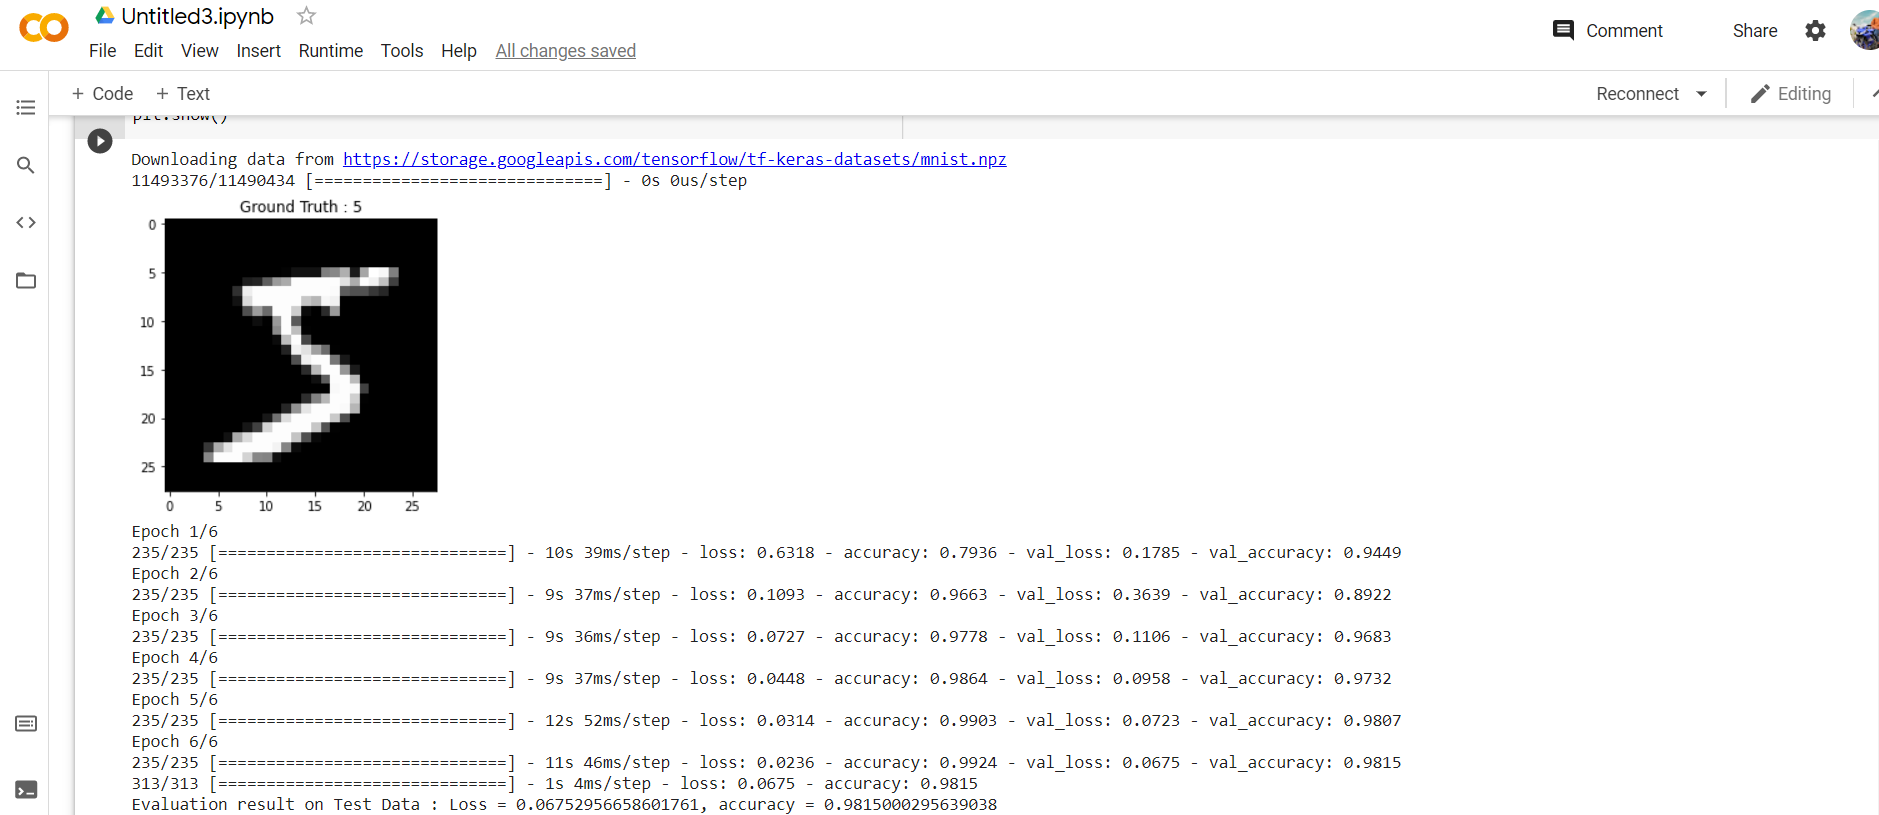 Untitled3.ipynb
File Edit View Insert Runtime Tools Help All changes saved
Comment Share
+ Code + Text
Reconnect Editing
plt.show()
Downloading data from https://storage.googleapis.com/tensorflow/tf-keras-datasets/mnist.npz
11493376/11490434 [==============================] - 0s 0us/step
Ground Truth : 5
0
5
10
15
20
25
0 5 10 15 20 25
Epoch 1/6
235/235 [==============================] - 10s 39ms/step - loss: 0.6318 - accuracy: 0.7936 - val_loss: 0.1785 - val_accuracy: 0.9449
Epoch 2/6
235/235 [==============================] - 9s 37ms/step - loss: 0.1093 - accuracy: 0.9663 - val_loss: 0.3639 - val_accuracy: 0.8922
Epoch 3/6
235/235 [==============================] - 9s 36ms/step - loss: 0.0727 - accuracy: 0.9778 - val_loss: 0.1106 - val_accuracy: 0.9683
Epoch 4/6
235/235 [==============================] - 9s 37ms/step - loss: 0.0448 - accuracy: 0.9864 - val_loss: 0.0958 - val_accuracy: 0.9732
Epoch 5/6
235/235 [==============================] - 12s 52ms/step - loss: 0.0314 - accuracy: 0.9903 - val_loss: 0.0723 - val_accuracy: 0.9807
Epoch 6/6
235/235 [==============================] - 11s 46ms/step - loss: 0.0236 - accuracy: 0.9924 - val_loss: 0.0675 - val_accuracy: 0.9815
313/313 [==============================] - 1s 4ms/step - loss: 0.0675 - accuracy: 0.9815
Evaluation result on Test Data : Loss = 0.06752956658601761, accuracy = 0.9815000295639038